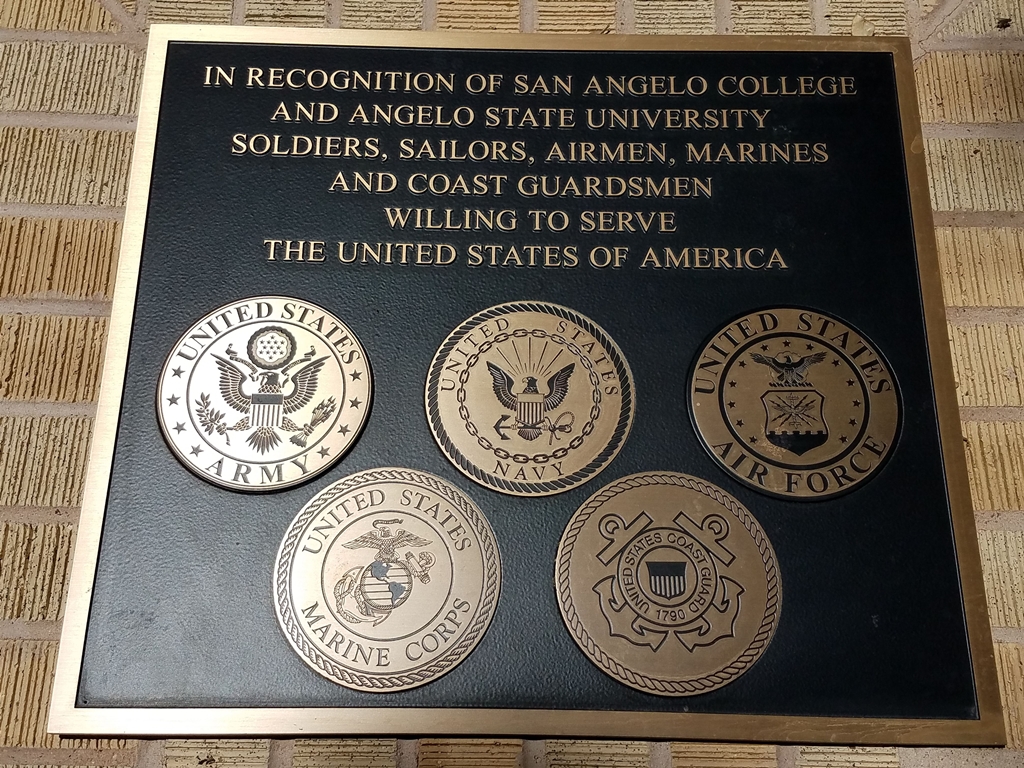 IN RECOGNITION OF SAN ANGELO COLLEGE
AND ANGELO STATE UNIVERSITY
SOLDIERS, SAILORS, AIRMEN, MARINES
AND COAST GUARDSMEN
WILLING TO SERVE
THE UNITED STATES OF AMERICA
UNITED STATES
ARMY
UNITED STATES
NAVY
UNITED STATES
AIR FORCE
UNITED STATES
MARINE CORPS
UNITED STATES COAST GUARD
1790